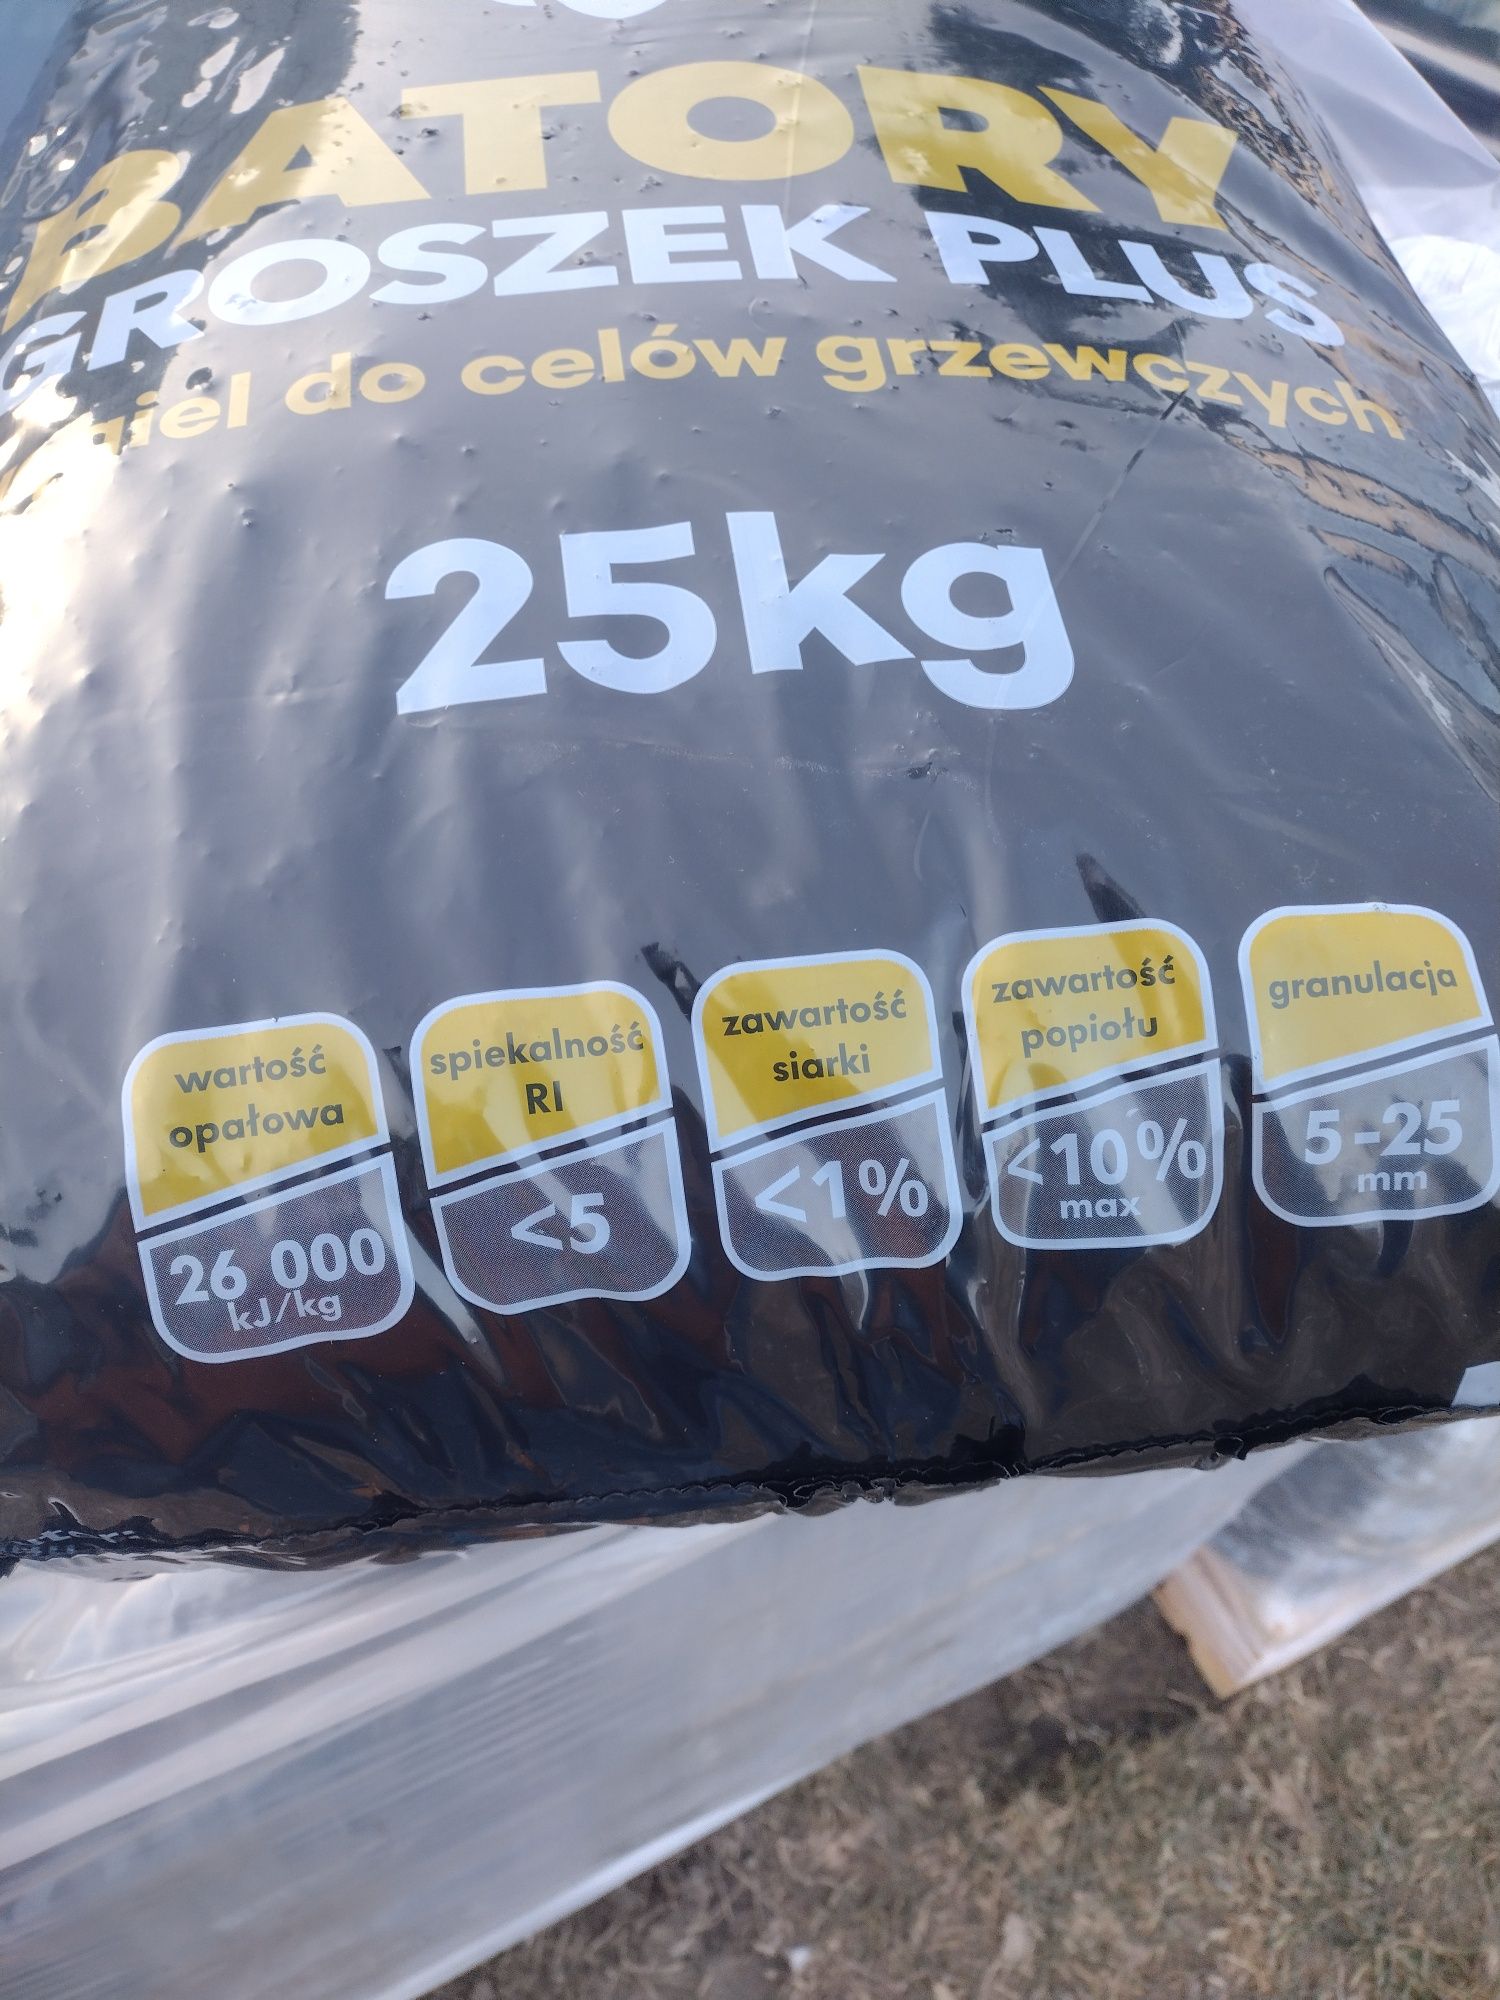 BATORY
GROSZEK PLUS
do celów grzewczych
25kg
wartość
opałowa
26 000
kJ/kg
spiekalność
RI
<5
zawartość
siarki
<1%
zawartość
popiołu
<10%
max
granulacja
5-25
mm